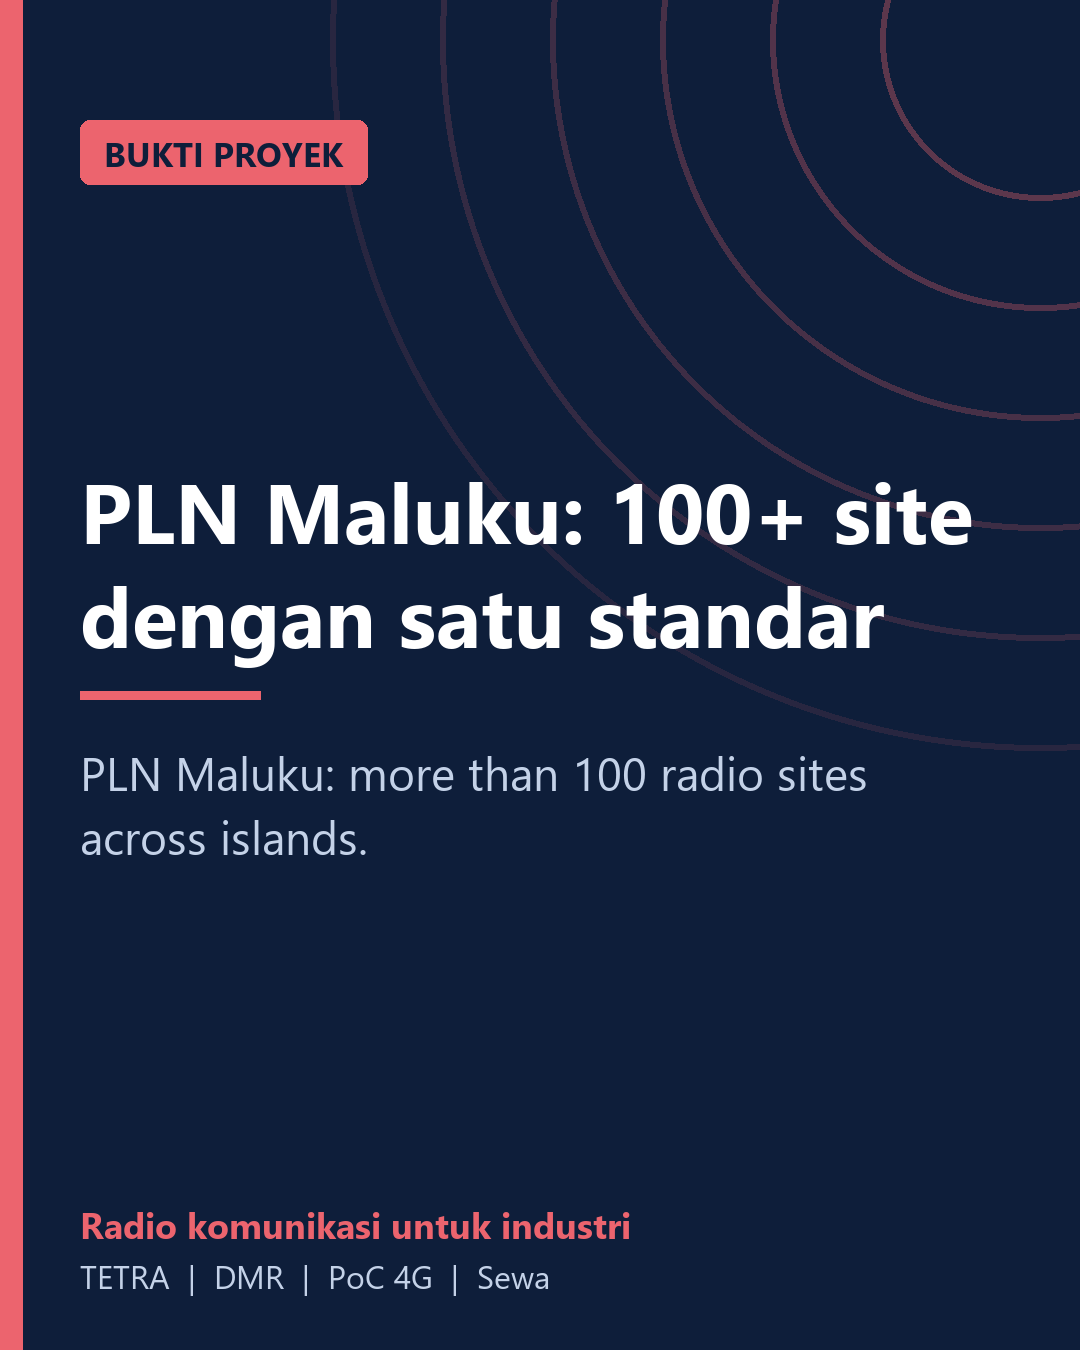 BUKTI PROYEK
PLN Maluku: 100+ site
dengan satu standar
PLN Maluku: more than 100 radio sites
across islands.
Radio komunikasi untuk industri
TETRA | DMR | PoC 4G | Sewa